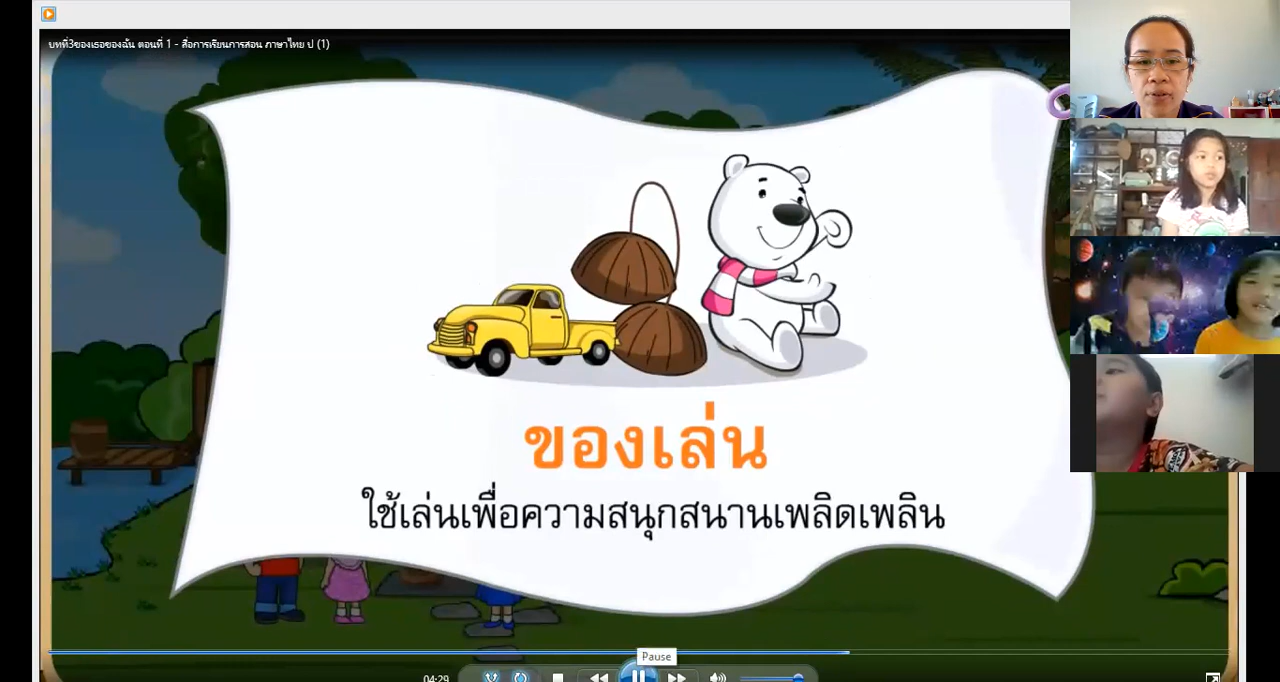 บทที่3ของเธอของฉัน ตอนที่ 1 - สื่อการเรียนการสอน ภาษาไทย ป (1)
ของเล่น
ใช้เล่นเพื่อความสนุกสนานเพลิดเพลิน
Pause
04:29